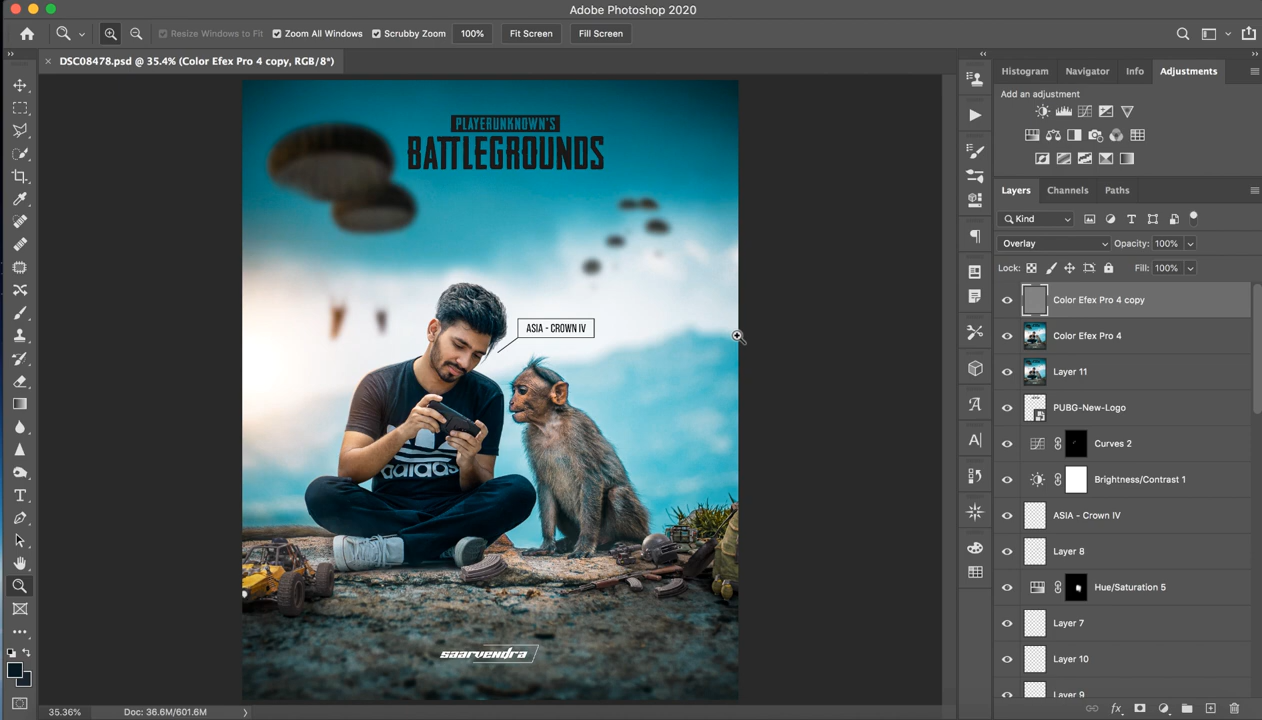 Adobe Photoshop 2020
Resize Windows to Fit
Zoom All Windows
Scrubby Zoom
100%
Fit Screen
Fill Screen
DSC08478.psd @ 35.4% (Color Efex Pro 4 copy, RGB/8*)
Histogram
Navigator
Info
Adjustments
Add an adjustment
Layers
Channels
Paths
Kind
Overlay
Opacity: 100%
Lock:
Fill: 100%
Color Efex Pro 4 copy
Color Efex Pro 4
Layer 11
PUBG-New-Logo
Curves 2
Brightness/Contrast 1
ASIA - Crown IV
Layer 8
Hue/Saturation 5
Layer 7
Layer 10
Layer 9
PLAYERUNKNOWN'S
BATTLEGROUNDS
ASIA - CROWN IV
adidas
saarvendra
35.36%
Doc: 36.6M/601.6M